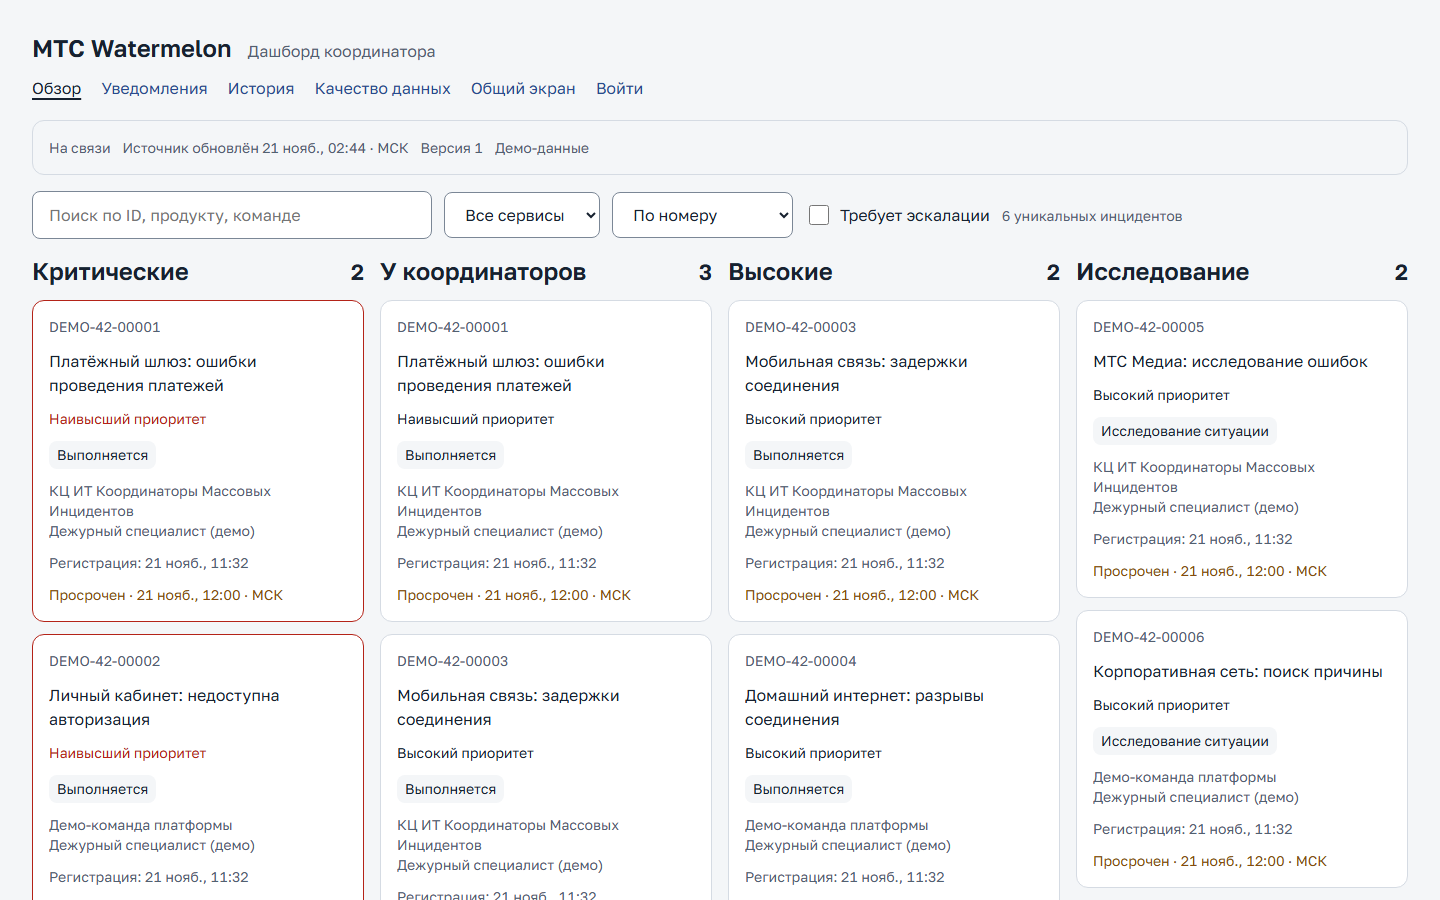 МТС Watermelon Дашборд координатора
Обзор Уведомления История Качество данных Общий экран Войти
На связи Источник обновлён 21 нояб., 02:44 · МСК Версия 1 Демо-данные
Поиск по ID, продукту, команде Все сервисы По номеру Требует эскалации 6 уникальных инцидентов
Критические 2
DEMO-42-00001
Платёжный шлюз: ошибки
проведения платежей
Наивысший приоритет
Выполняется
КЦ ИТ Координаторы Массовых
Инцидентов
Дежурный специалист (демо)
Регистрация: 21 нояб., 11:32
Просрочен · 21 нояб., 12:00 · МСК
DEMO-42-00002
Личный кабинет: недоступна
авторизация
Наивысший приоритет
Выполняется
Демо-команда платформы
Дежурный специалист (демо)
Регистрация: 21 нояб., 11:32
У координаторов 3
DEMO-42-00001
Платёжный шлюз: ошибки
проведения платежей
Наивысший приоритет
Выполняется
КЦ ИТ Координаторы Массовых
Инцидентов
Дежурный специалист (демо)
Регистрация: 21 нояб., 11:32
Просрочен · 21 нояб., 12:00 · МСК
DEMO-42-00003
Мобильная связь: задержки
соединения
Высокий приоритет
Выполняется
КЦ ИТ Координаторы Массовых
Инцидентов
Дежурный специалист (демо)
Регистрация: 21 нояб., 11:32
Высокие 2
DEMO-42-00003
Мобильная связь: задержки
соединения
Высокий приоритет
Выполняется
КЦ ИТ Координаторы Массовых
Инцидентов
Дежурный специалист (демо)
Регистрация: 21 нояб., 11:32
Просрочен · 21 нояб., 12:00 · МСК
DEMO-42-00004
Домашний интернет: разрывы
соединения
Высокий приоритет
Выполняется
Демо-команда платформы
Дежурный специалист (демо)
Регистрация: 21 нояб., 11:32
Исследование 2
DEMO-42-00005
МТС Медиа: исследование ошибок
Высокий приоритет
Исследование ситуации
КЦ ИТ Координаторы Массовых
Инцидентов
Дежурный специалист (демо)
Регистрация: 21 нояб., 11:32
Просрочен · 21 нояб., 12:00 · МСК
DEMO-42-00006
Корпоративная сеть: поиск причины
Высокий приоритет
Исследование ситуации
Демо-команда платформы
Дежурный специалист (демо)
Регистрация: 21 нояб., 11:32
Просрочен · 21 нояб., 12:00 · МСК